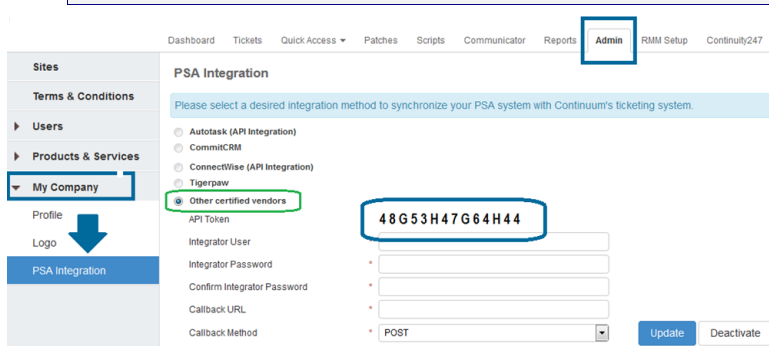 Dashboard Tickets Quick Access Patches Scripts Communicator Reports Admin RMM Setup Continuity247
Sites
Terms & Conditions
Users
Products & Services
My Company
Profile
Logo
PSA Integration
PSA Integration
Please select a desired integration method to synchronize your PSA system with Continuum's ticketing system.
Autotask (API Integration)
CommitCRM
ConnectWise (API Integration)
Tigerpaw
Other certified vendors
API Token 48G53H47G64H44
Integrator User
Integrator Password *
Confirm Integrator Password *
Callback URL *
Callback Method * POST
Update Deactivate